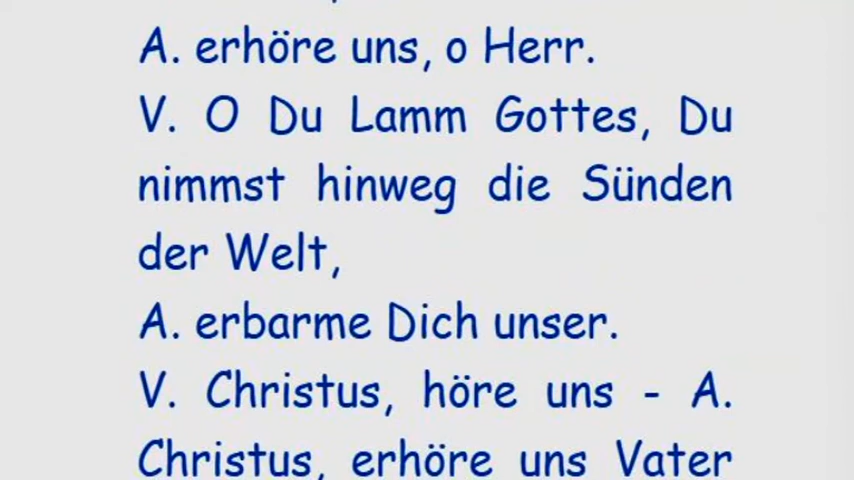 A. erhöre uns, o Herr.
V. O Du Lamm Gottes, Du
nimmst hinweg die Sünden
der Welt,
A. erbarme Dich unser.
V. Christus, höre uns - A.
Christus, erhöre uns Vater